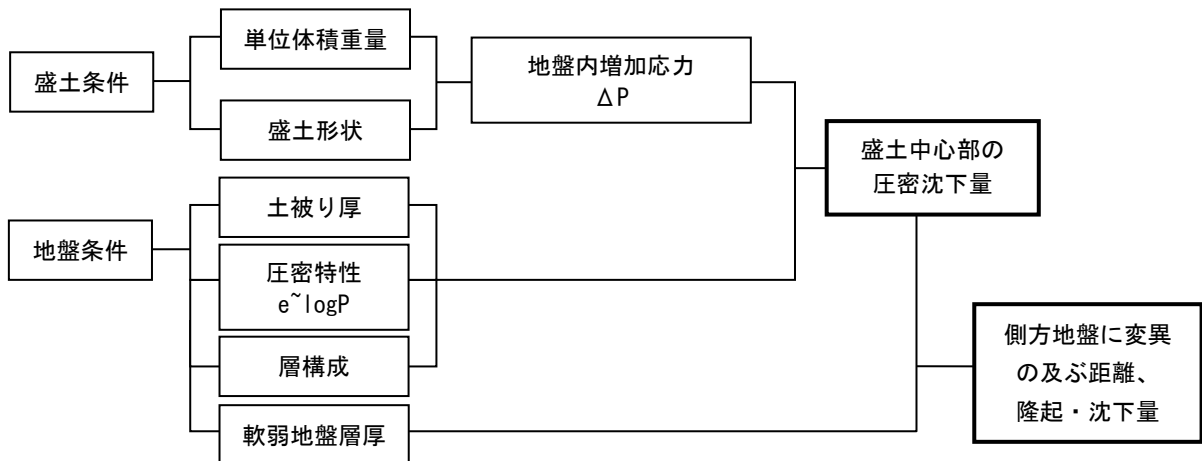 盛土条件
単位体積重量
盛土形状
地盤内増加応力
ΔP
盛土中心部の
圧密沈下量
地盤条件
土被り厚
圧密特性
e~logP
層構成
軟弱地盤層厚
側方地盤に変異
の及ぶ距離、
隆起・沈下量